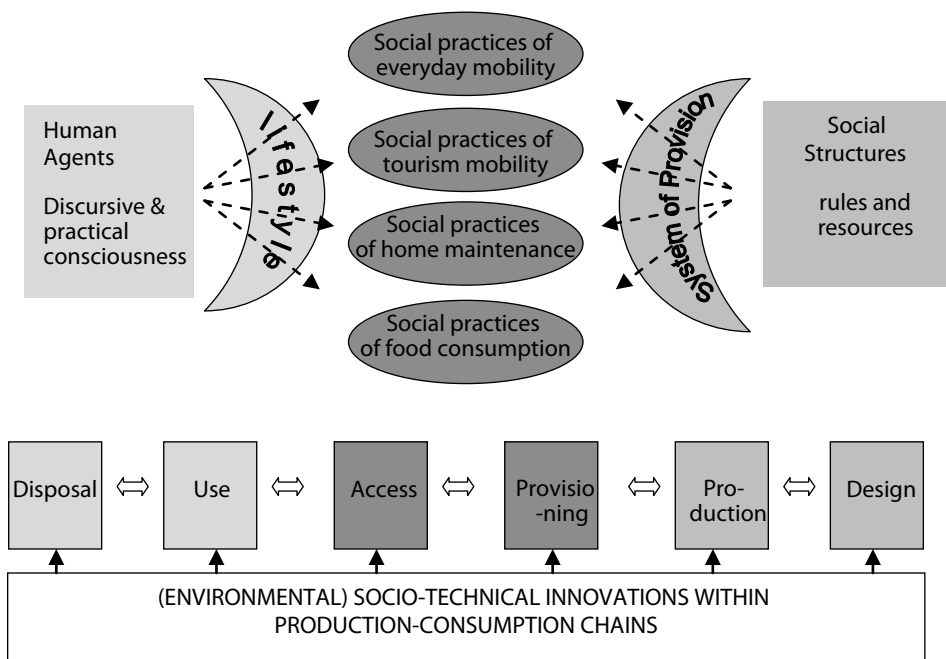 Human
Agents
Discursive &
practical
consciousness
lifestyle
Social practices of
everyday mobility
Social practices of
tourism mobility
Social practices
of home maintenance
Social practices
of food consumption
System of Provision
Social
Structures
rules and
resources
Disposal
Use
Access
Provisio
-ning
Pro-
duction
Design
(ENVIRONMENTAL) SOCIO-TECHNICAL INNOVATIONS WITHIN
PRODUCTION-CONSUMPTION CHAINS